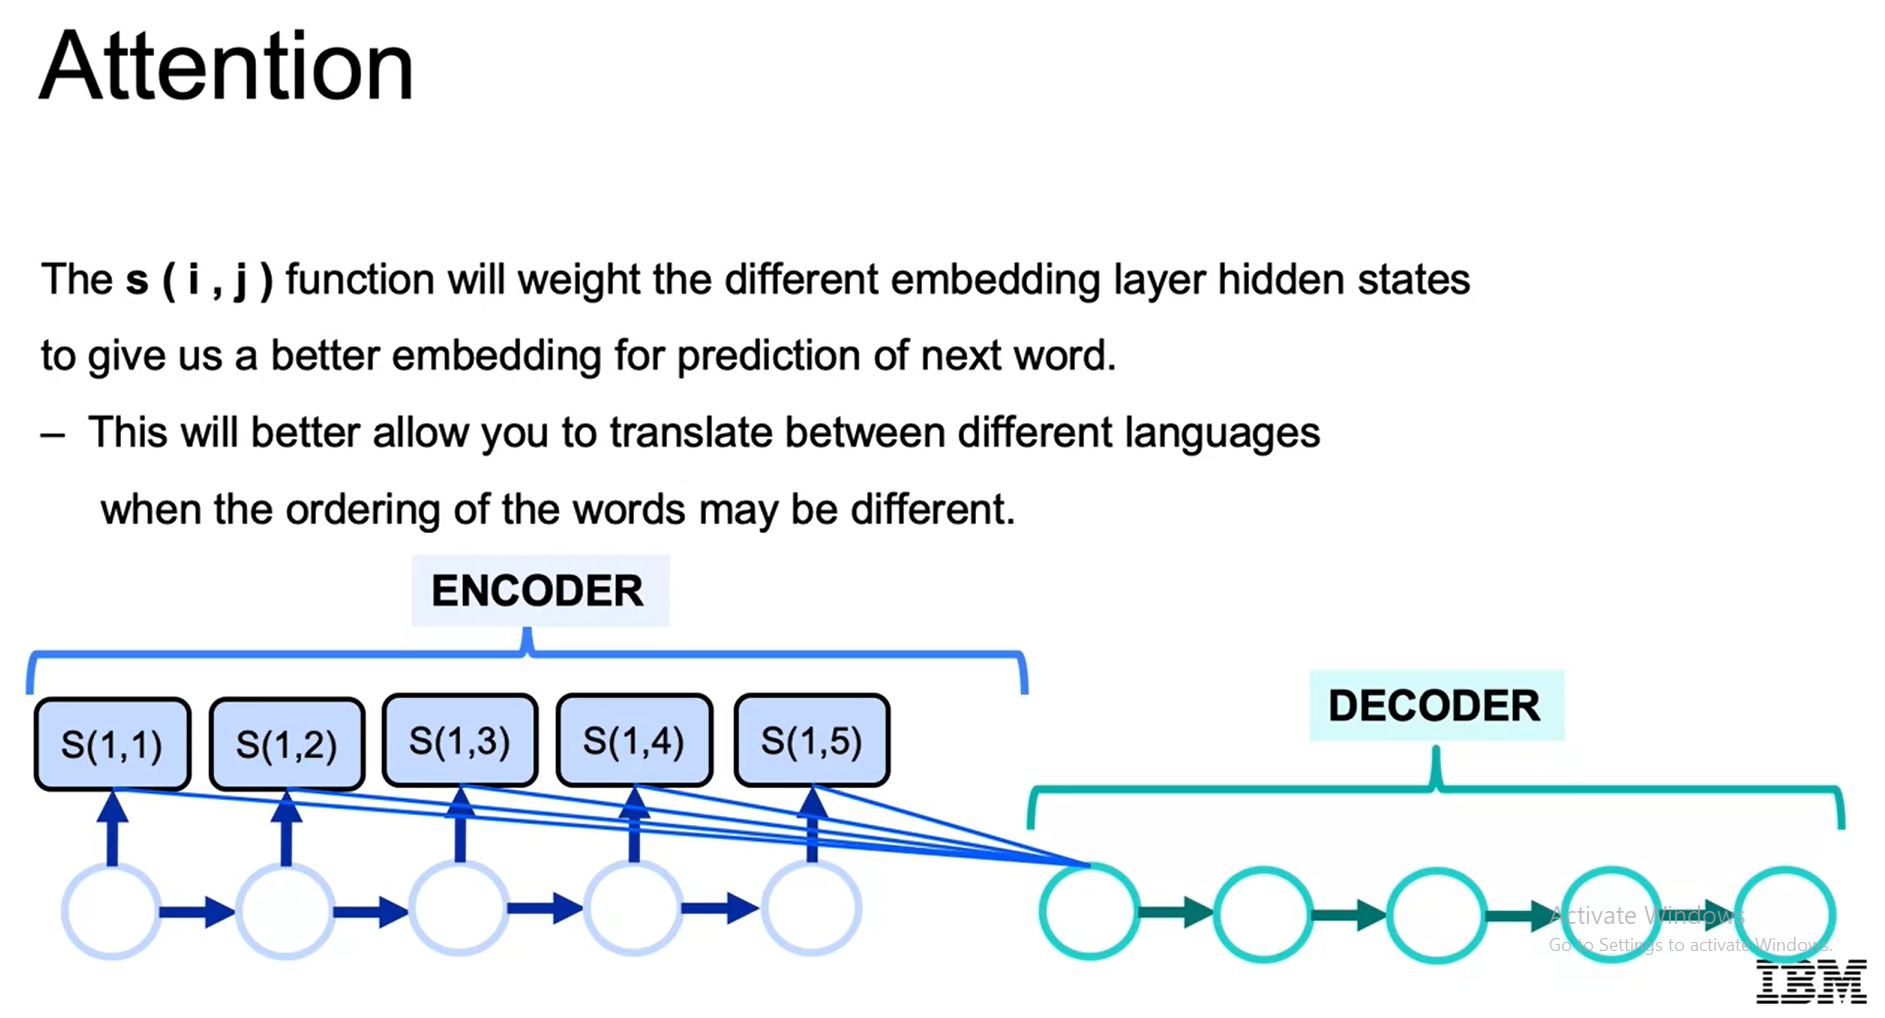 Attention
The s ( i , j ) function will weight the different embedding layer hidden states
to give us a better embedding for prediction of next word.
– This will better allow you to translate between different languages
when the ordering of the words may be different.
ENCODER
DECODER
S(1,1) S(1,2) S(1,3) S(1,4) S(1,5)
Activate Windows
Go to Settings to activate Windows.
IBM